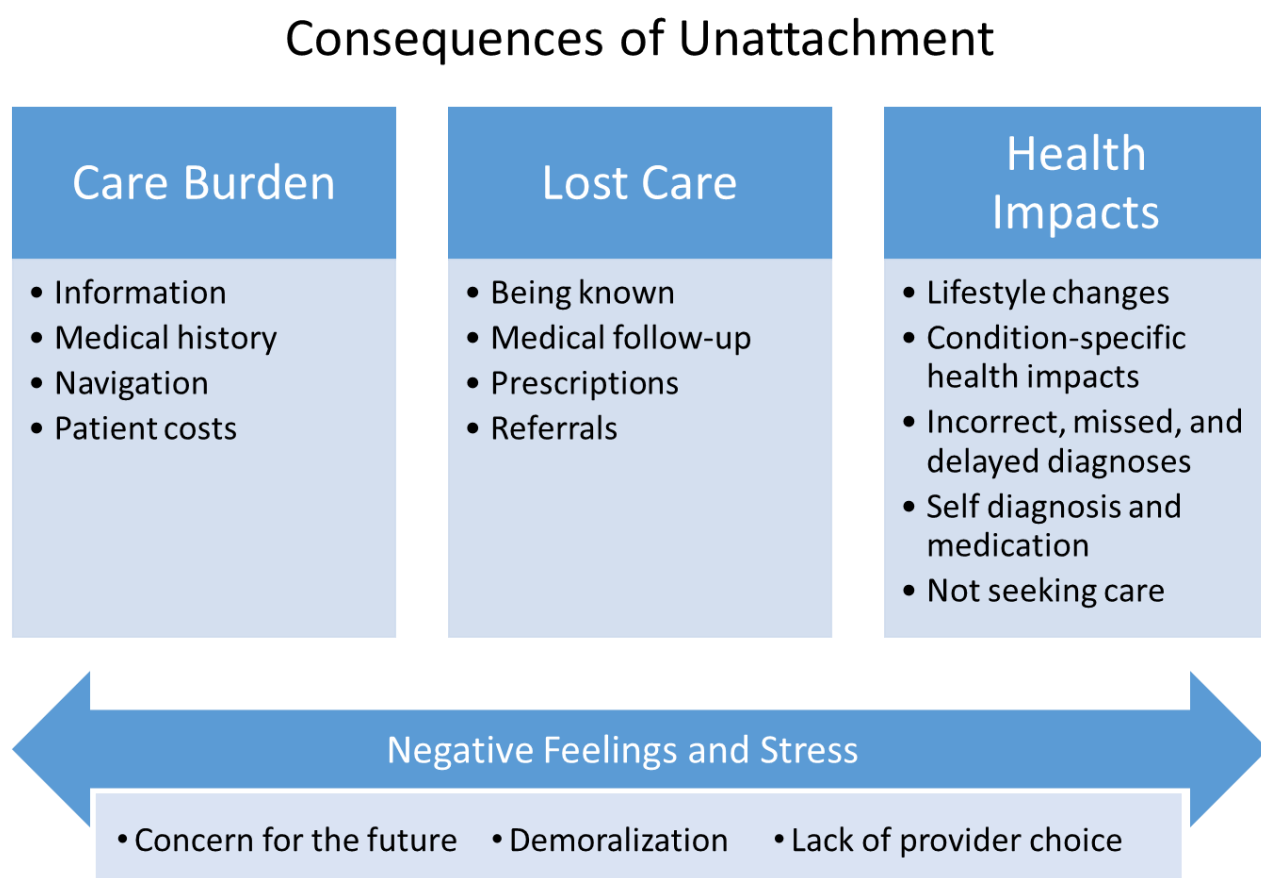 Consequences of Unattachment
Care Burden
• Information
• Medical history
• Navigation
• Patient costs
Lost Care
• Being known
• Medical follow-up
• Prescriptions
• Referrals
Health
Impacts
• Lifestyle changes
• Condition-specific
health impacts
• Incorrect, missed, and
delayed diagnoses
• Self diagnosis and
medication
• Not seeking care
Negative Feelings and Stress
• Concern for the future • Demoralization • Lack of provider choice